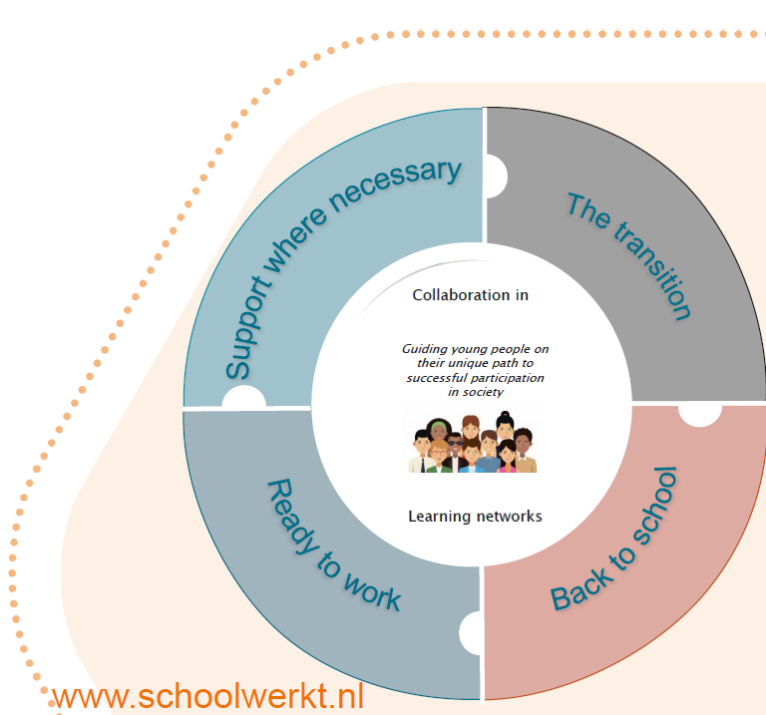 Support where necessary
The transition
Collaboration in
Guiding young people on
their unique path to
successful participation
in society
Learning networks
Ready to work
Back to school
www.schoolwerkt.nl